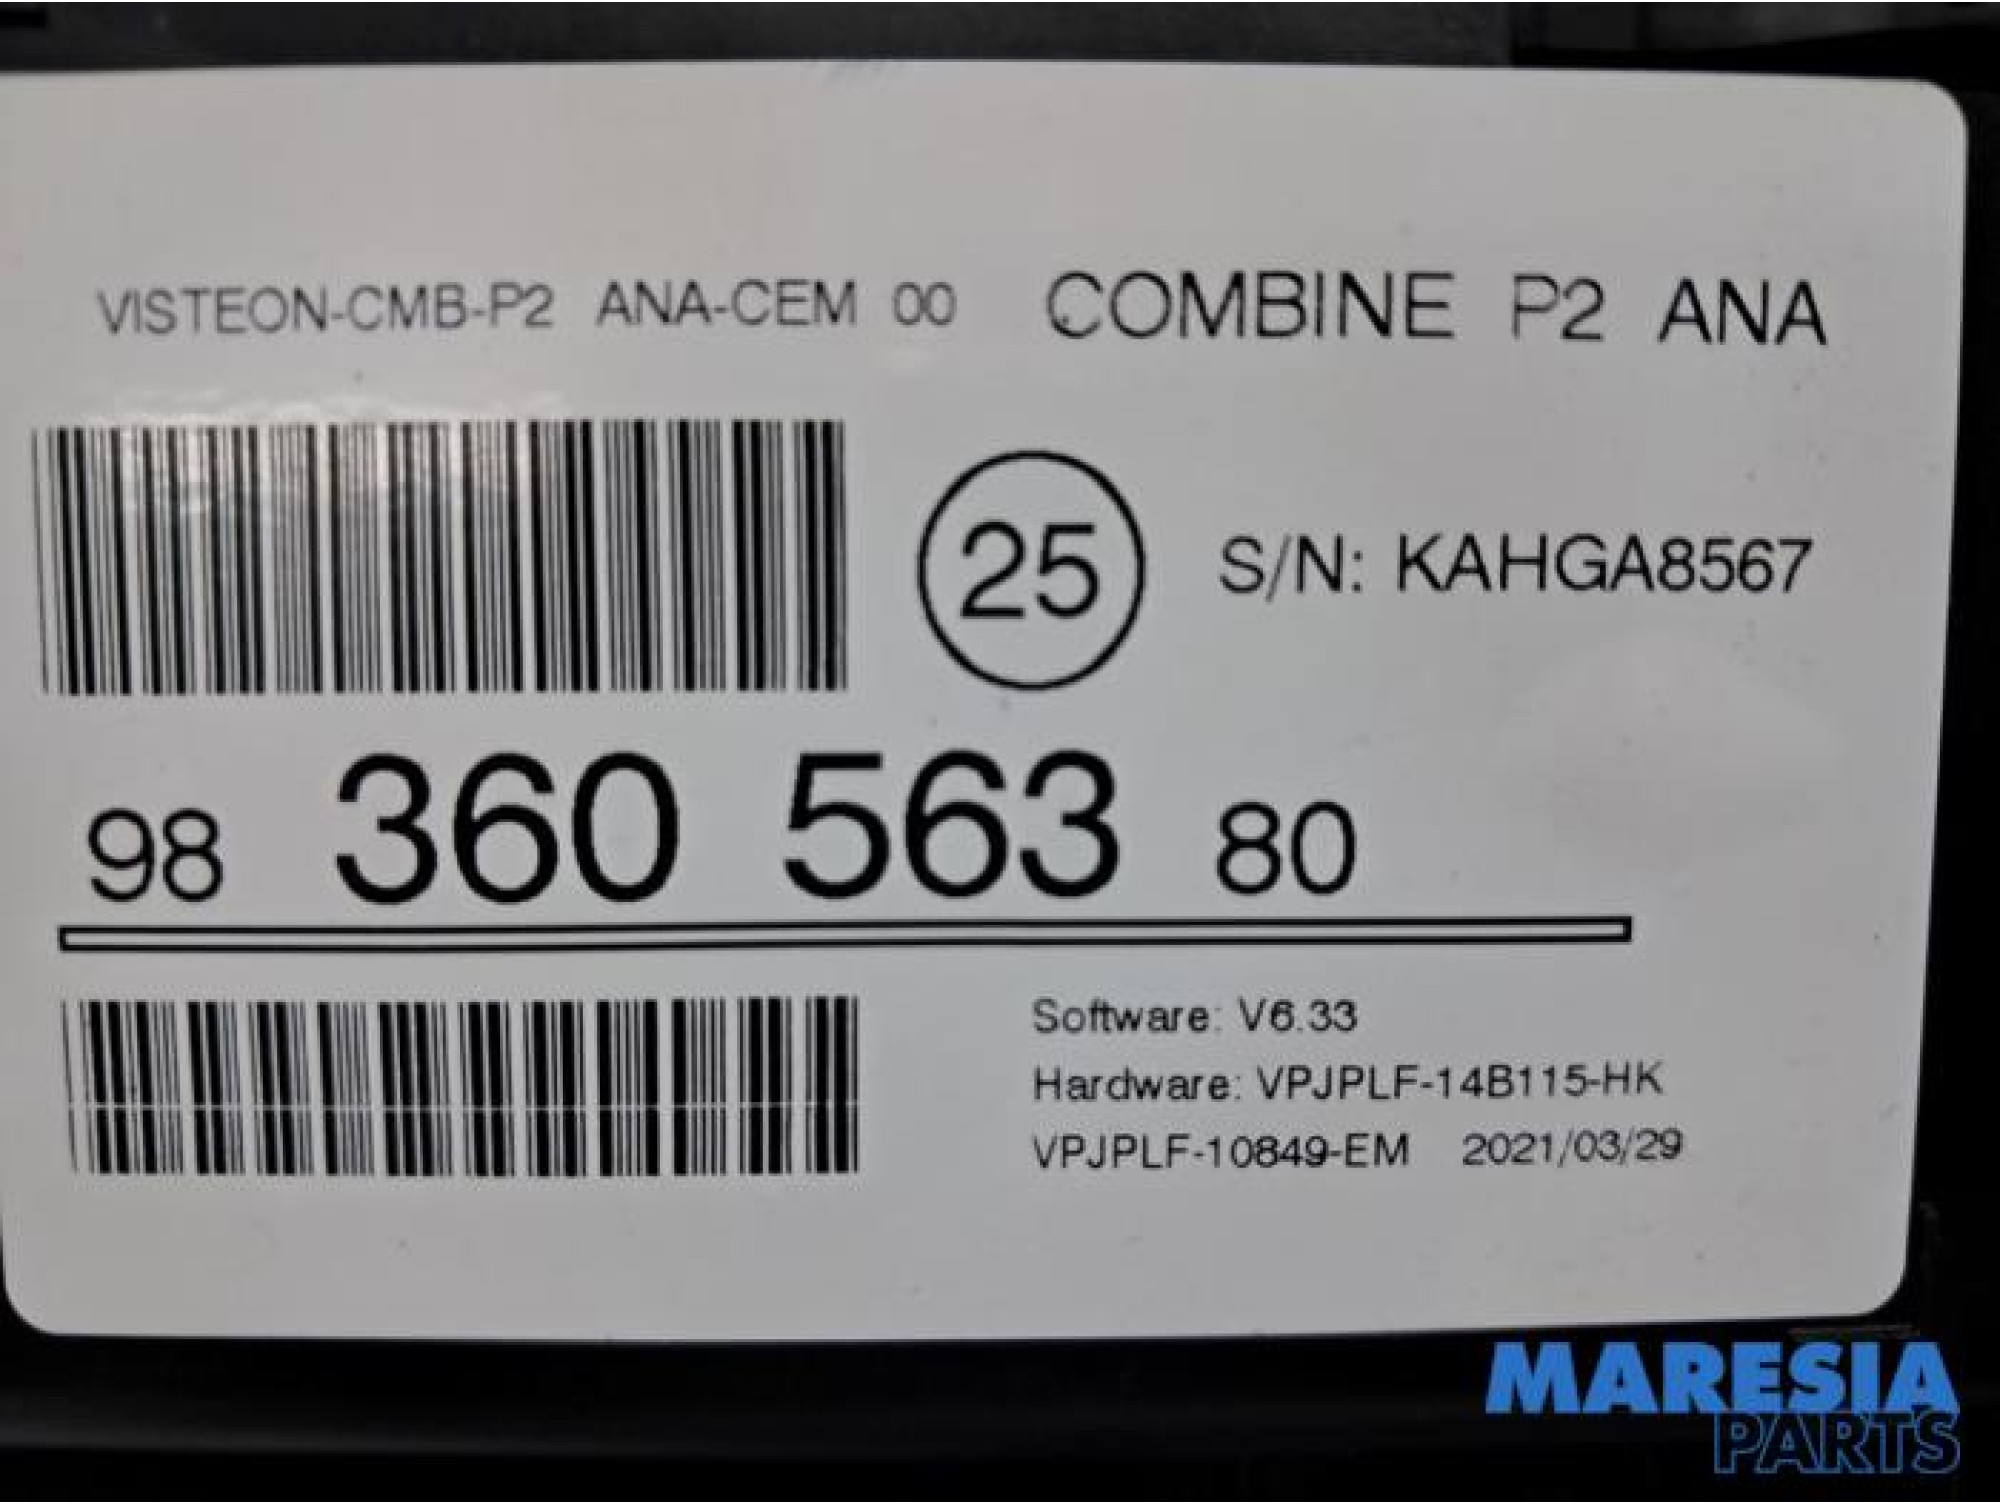 VISTEON-CMB-P2 ANA-CEM 00 COMBINE P2 ANA
25 S/N: KAHGA8567
98 360 563 80
Software: V6.33
Hardware: VPJPLF-14B115-HK
VPJPLF-10849-EM 2021/03/29
MARESIA
PARTS